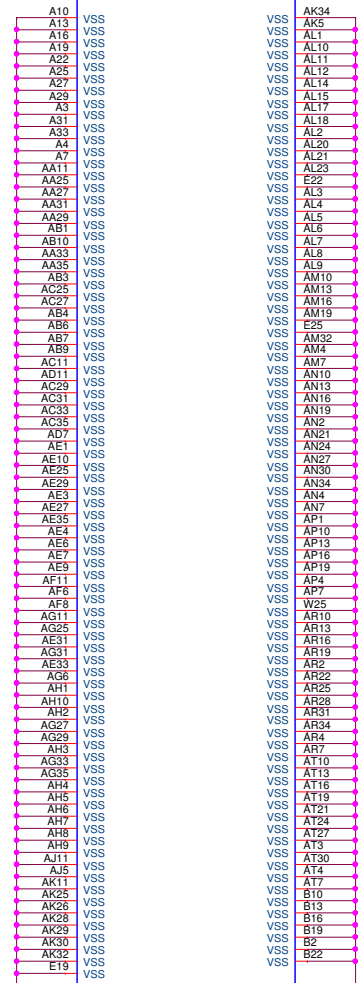 A10 VSS VSS AK34
A13 VSS VSS AK5
A16 VSS VSS AL1
A19 VSS VSS AL10
A22 VSS VSS AL11
A25 VSS VSS AL12
A27 VSS VSS AL14
A29 VSS VSS AL15
A3 VSS VSS AL17
A31 VSS VSS AL18
A33 VSS VSS AL2
A4 VSS VSS AL20
A7 VSS VSS AL21
AA11 VSS VSS AL23
AA25 VSS VSS E22
AA27 VSS VSS AL3
AA31 VSS VSS AL4
AA29 VSS VSS AL5
AB1 VSS VSS AL6
AB10 VSS VSS AL7
AA33 VSS VSS AL8
AA35 VSS VSS AL9
AB3 VSS VSS AM10
AC25 VSS VSS AM13
AC27 VSS VSS AM16
AB4 VSS VSS AM19
AB6 VSS VSS E25
AB7 VSS VSS AM32
AB9 VSS VSS AM4
AC11 VSS VSS AM7
AD11 VSS VSS AN10
AC29 VSS VSS AN13
AC31 VSS VSS AN16
AC33 VSS VSS AN19
AC35 VSS VSS AN2
AD7 VSS VSS AN21
AE1 VSS VSS AN24
AE10 VSS VSS AN27
AE25 VSS VSS AN30
AE29 VSS VSS AN34
AE3 VSS VSS AN4
AE27 VSS VSS AN7
AE35 VSS VSS AP1
AE4 VSS VSS AP10
AE6 VSS VSS AP13
AE7 VSS VSS AP16
AE9 VSS VSS AP19
AF11 VSS VSS AP4
AF6 VSS VSS AP7
AF8 VSS VSS W25
AG11 VSS VSS AR10
AG25 VSS VSS AR13
AE31 VSS VSS AR16
AG31 VSS VSS AR19
AE33 VSS VSS AR2
AG6 VSS VSS AR22
AH1 VSS VSS AR25
AH10 VSS VSS AR28
AH2 VSS VSS AR31
AG27 VSS VSS AR34
AG29 VSS VSS AR4
AH3 VSS VSS AR7
AG33 VSS VSS AT10
AG35 VSS VSS AT13
AH4 VSS VSS AT16
AH5 VSS VSS AT19
AH6 VSS VSS AT21
AH7 VSS VSS AT24
AH8 VSS VSS AT27
AH9 VSS VSS AT3
AJ11 VSS VSS AT30
AJ5 VSS VSS AT4
AK11 VSS VSS AT7
AK25 VSS VSS B10
AK26 VSS VSS B13
AK28 VSS VSS B16
AK29 VSS VSS B19
AK30 VSS VSS B2
AK32 VSS VSS B22
E19 VSS